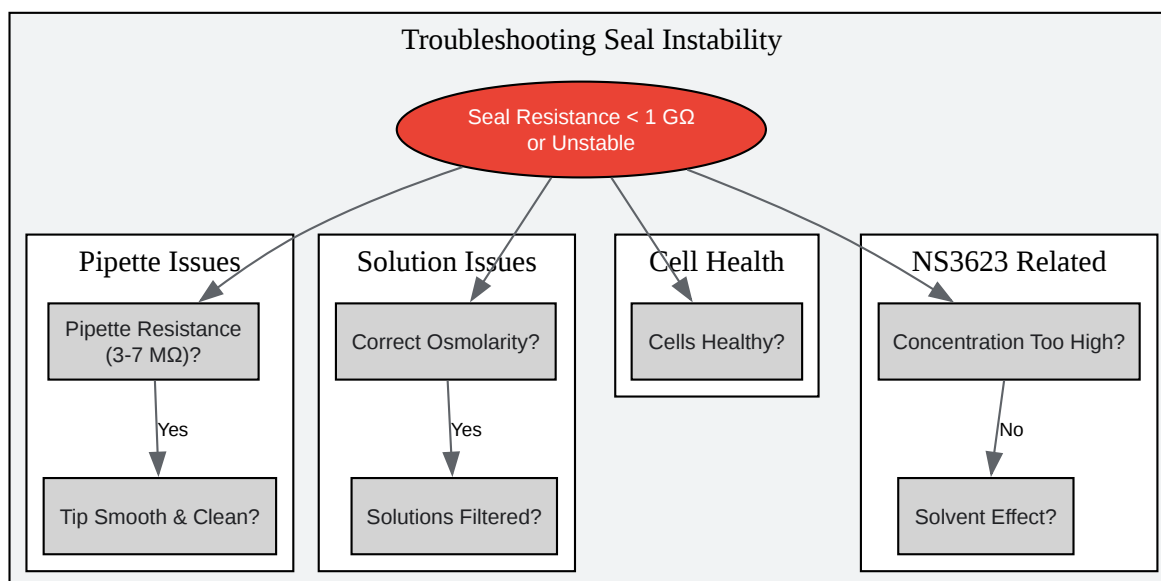 Troubleshooting Seal Instability
Seal Resistance < 1 GΩ
or Unstable
Pipette Issues
Solution Issues
Cell Health
NS3623 Related
Pipette Resistance
(3-7 MΩ)?
Correct Osmolarity?
Cells Healthy?
Concentration Too High?
Yes
Yes
No
Tip Smooth & Clean?
Solutions Filtered?
Solvent Effect?